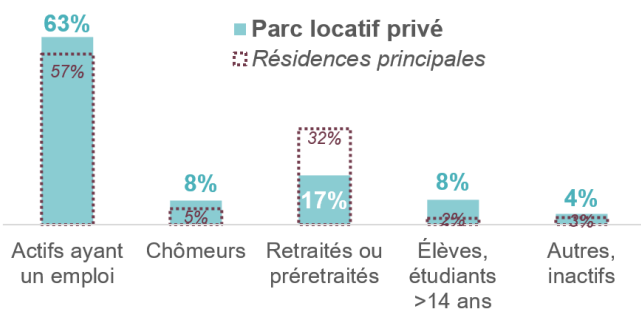 63%
Parc locatif privé
Résidences principales
57%
32%
8%
5%
17%
8%
2%
4%
3%
Actifs ayant
un emploi
Chômeurs
Retraités ou
préretraités
Élèves,
étudiants
>14 ans
Autres,
inactifs